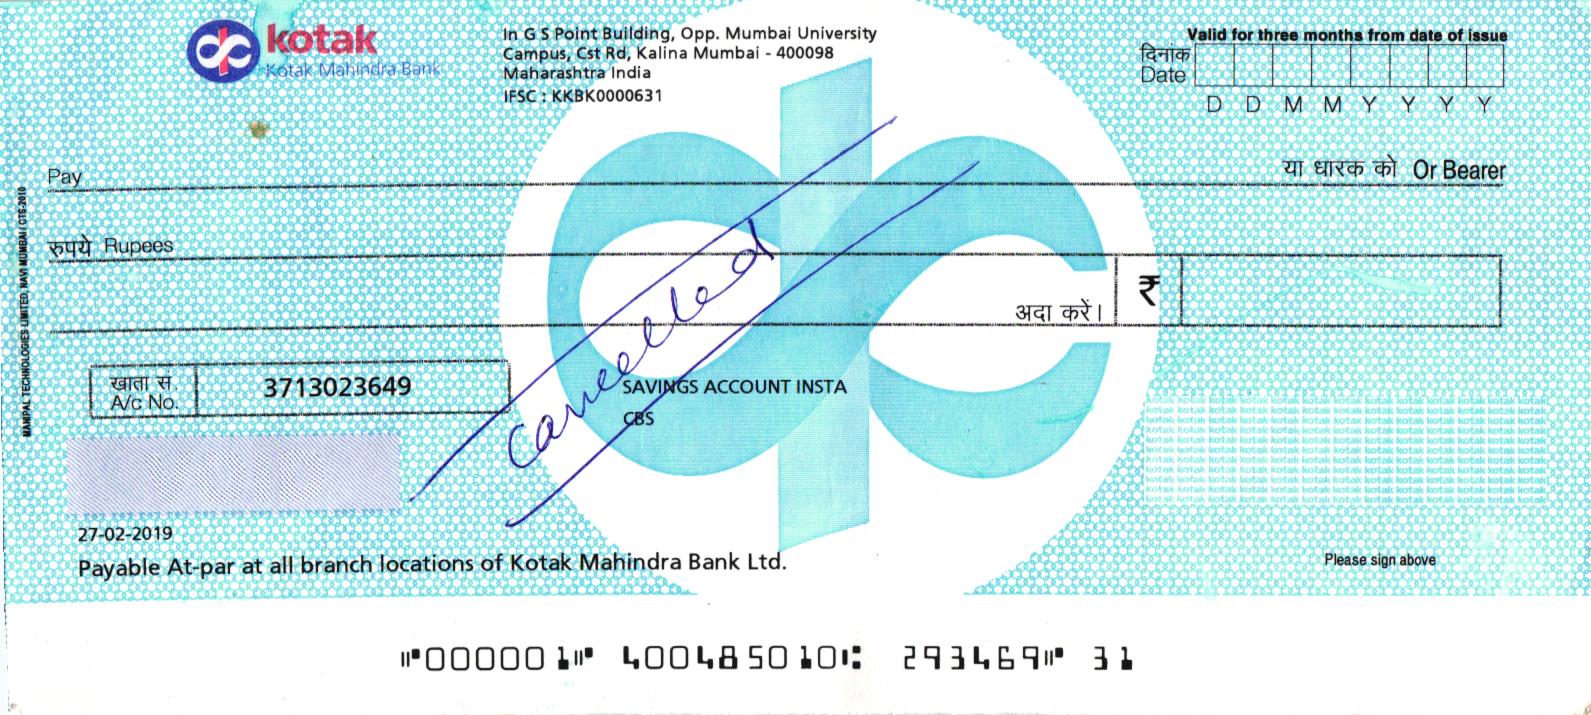 kotak
Kotak Mahindra Bank
In G S Point Building, Opp. Mumbai University
Campus, Cst Rd, Kalina Mumbai - 400098
Maharashtra India
IFSC : KKBK0000631
Valid for three months from date of issue
दिनांक
Date
D D M M Y Y Y Y
Pay
या धारक को Or Bearer
रुपये Rupees
अदा करें।
₹
cancelled
खाता सं.
A/c No.
3713023649
SAVINGS ACCOUNT INSTA
CBS
MANIPAL TECHNOLOGIES LIMITED, NAVI MUMBAI / CTS-2010
kotak kotak kotak kotak kotak kotak kotak kotak kotak kotak kotak kotak kotak
27-02-2019
Payable At-par at all branch locations of Kotak Mahindra Bank Ltd.
Please sign above
⑈000001⑈ 400485010⑆ 293469⑈ 31